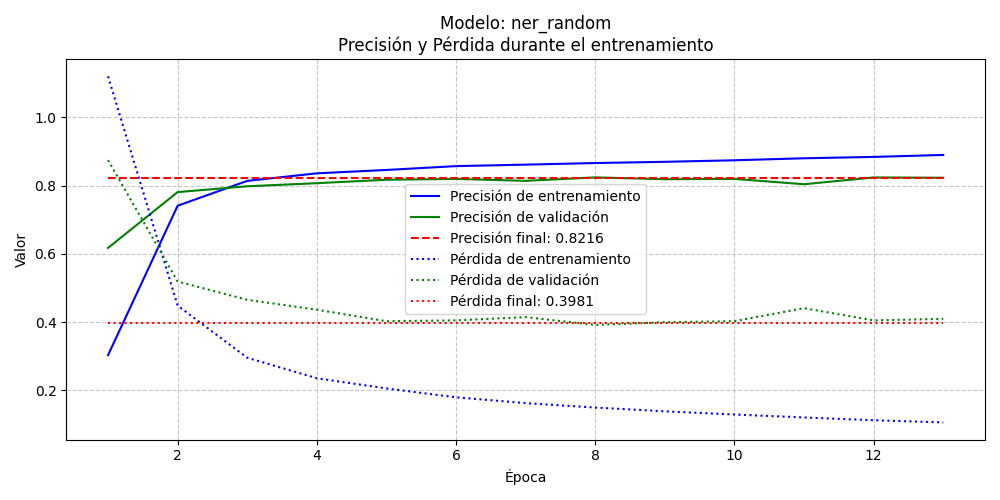 Modelo: ner_random
Precisión y Pérdida durante el entrenamiento
1.0
0.8
0.6
0.4
0.2
Valor
Precisión de entrenamiento
Precisión de validación
Precisión final: 0.8216
Pérdida de entrenamiento
Pérdida de validación
Pérdida final: 0.3981
2 4 6 8 10 12
Época